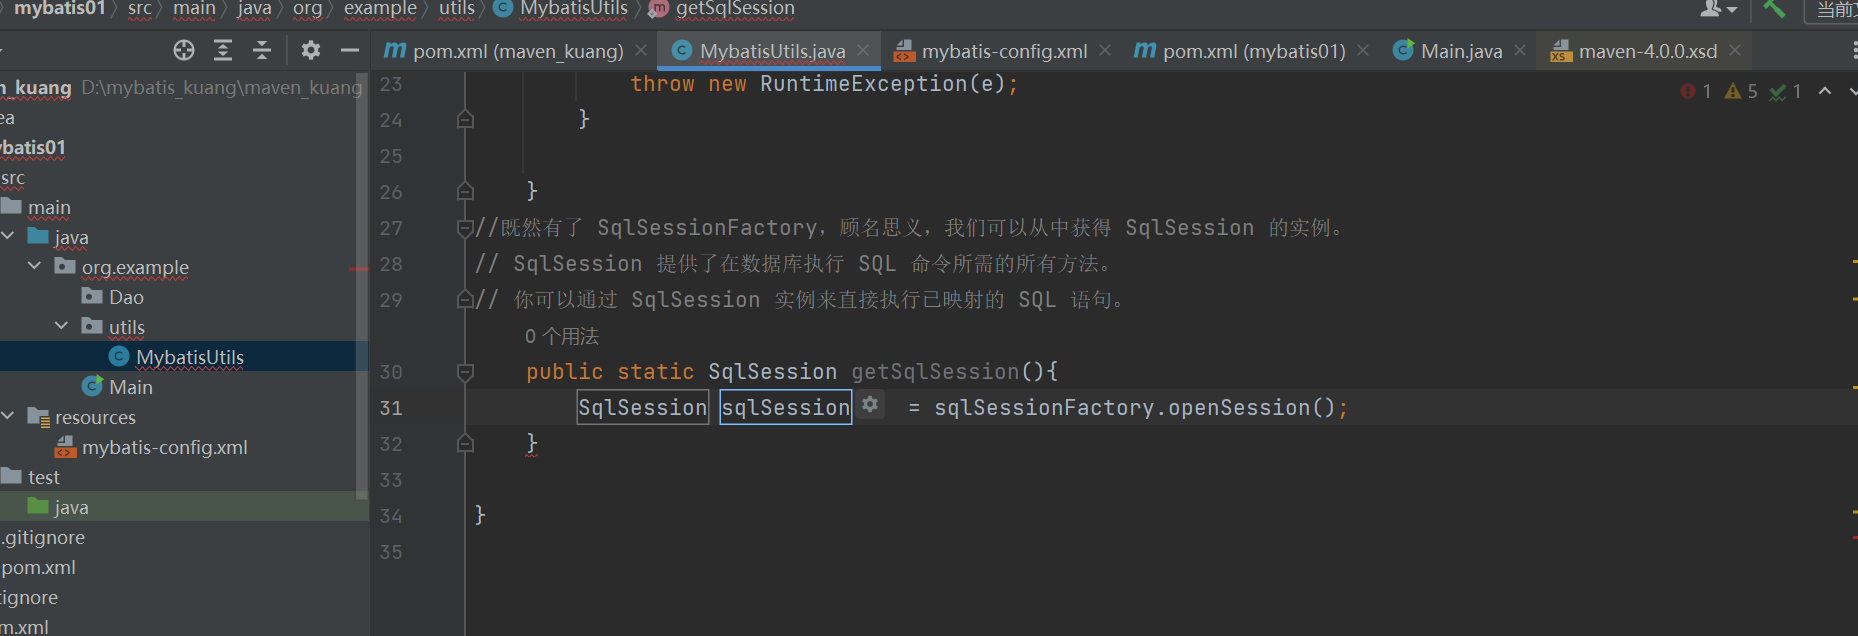 mybatis01 src main java org example utils MybatisUtils getSqlSession
当前
pom.xml (maven_kuang) MybatisUtils.java mybatis-config.xml pom.xml (mybatis01) Main.java maven-4.0.0.xsd
n_kuang D:\mybatis_kuang\maven_kuang
ea
ybatis01
src
main
java
org.example
Dao
utils
MybatisUtils
Main
resources
mybatis-config.xml
test
java
.gitignore
pom.xml
tignore
m.xml
1 5 1
23 throw new RuntimeException(e);
24 }
25
26 }
27 //既然有了 SqlSessionFactory，顾名思义，我们可以从中获得 SqlSession 的实例。
28 // SqlSession 提供了在数据库执行 SQL 命令所需的所有方法。
29 // 你可以通过 SqlSession 实例来直接执行已映射的 SQL 语句。
0 个用法
30 public static SqlSession getSqlSession(){
31 SqlSession sqlSession = sqlSessionFactory.openSession();
32 }
33
34 }
35